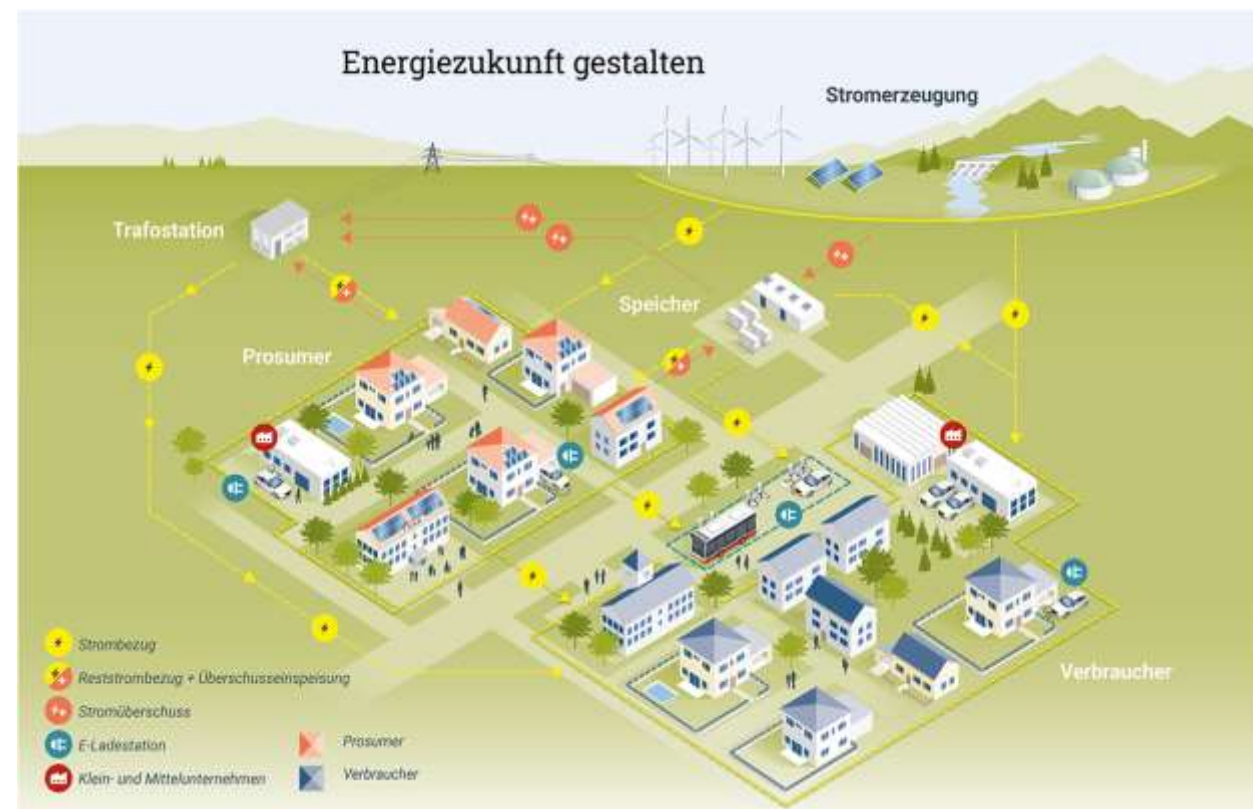 Energiezukunft gestalten
Stromerzeugung
Trafostation
Speicher
Prosumer
Verbraucher
Strombezug
Reststrombezug + Überschusseinspeisung
Stromüberschuss
E-Ladestation
Klein- und Mittelunternehmen
Prosumer
Verbraucher